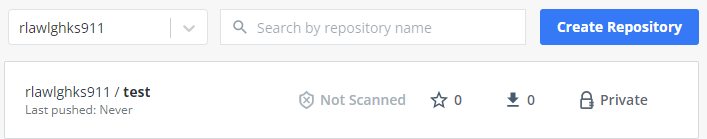 rlawlghks911
Search by repository name
Create Repository
rlawlghks911 / test
Last pushed: Never
Not Scanned
0
0
Private